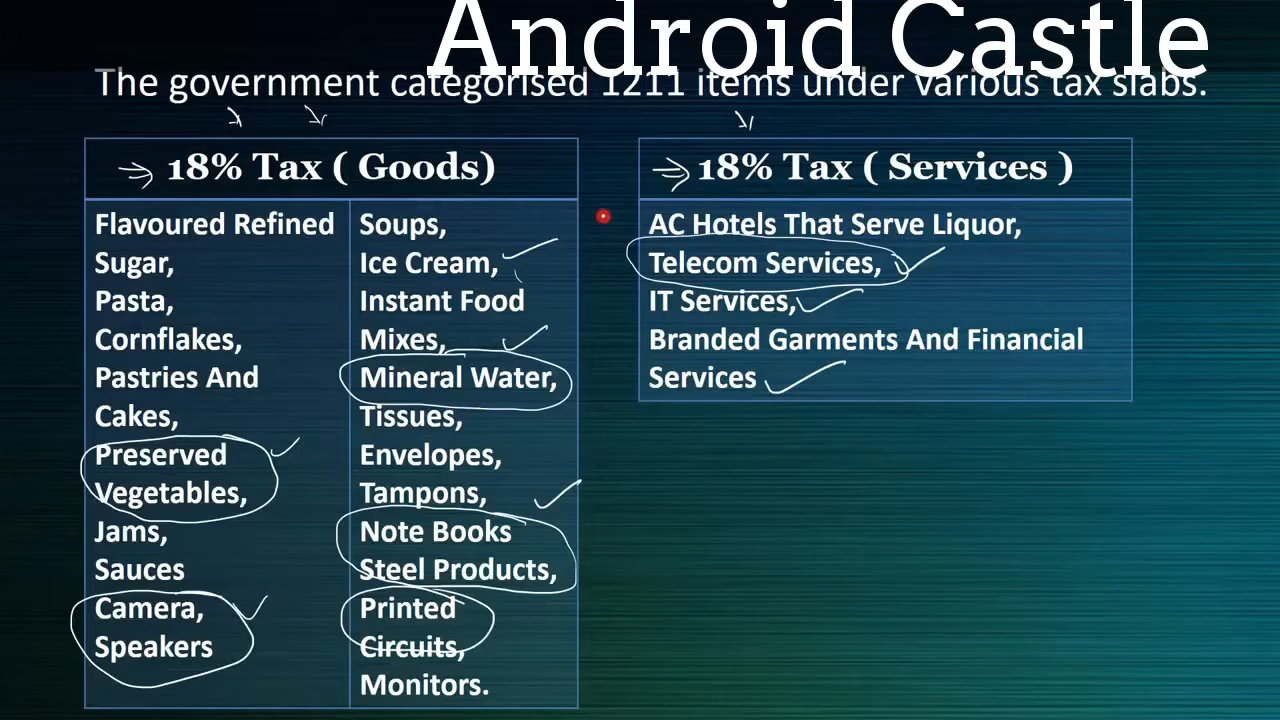 Android Castle
The government categorised 1211 items under various tax slabs.
18% Tax ( Goods)
Flavoured Refined
Sugar,
Pasta,
Cornflakes,
Pastries And
Cakes,
Preserved
Vegetables,
Jams,
Sauces
Camera,
Speakers
Soups,
Ice Cream,
Instant Food
Mixes,
Mineral Water,
Tissues,
Envelopes,
Tampons,
Note Books
Steel Products,
Printed
Circuits,
Monitors.
18% Tax ( Services )
AC Hotels That Serve Liquor,
Telecom Services,
IT Services,
Branded Garments And Financial
Services